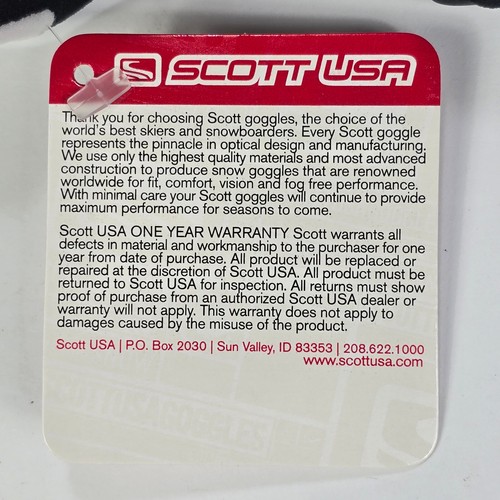 SCOTT USA
Thank you for choosing Scott goggles, the choice of the
world's best skiers and snowboarders. Every Scott goggle
represents the pinnacle in optical design and manufacturing.
We use only the highest quality materials and most advanced
construction to produce snow goggles that are renowned
worldwide for fit, comfort, vision and fog free performance.
With minimal care your Scott goggles will continue to provide
maximum performance for seasons to come.
Scott USA ONE YEAR WARRANTY Scott warrants all
defects in material and workmanship to the purchaser for one
year from date of purchase. All product will be replaced or
repaired at the discretion of Scott USA. All product must be
returned to Scott USA for inspection. All returns must show
proof of purchase from an authorized Scott USA dealer or
warranty will not apply. This warranty does not apply to
damages caused by the misuse of the product.
Scott USA | P.O. Box 2030 | Sun Valley, ID 83353 | 208.622.1000
www.scottusa.com